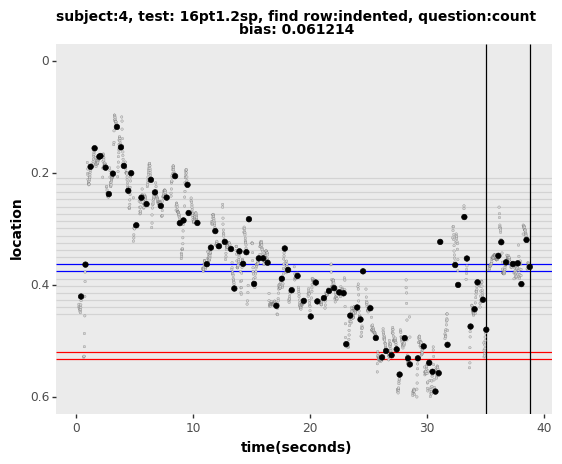 subject:4, test: 16pt1.2sp, find row:indented, question:count
bias: 0.061214
0
0.2
0.4
0.6
location
0
10
20
30
40
time(seconds)